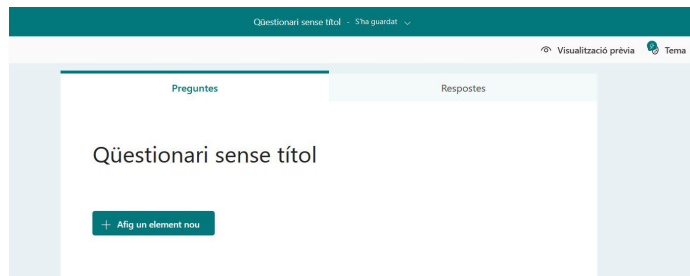 Qüestionari sense títol - S'ha guardat
Visualització prèvia Tema
Preguntes Respostes
Qüestionari sense títol
+ Afig un element nou